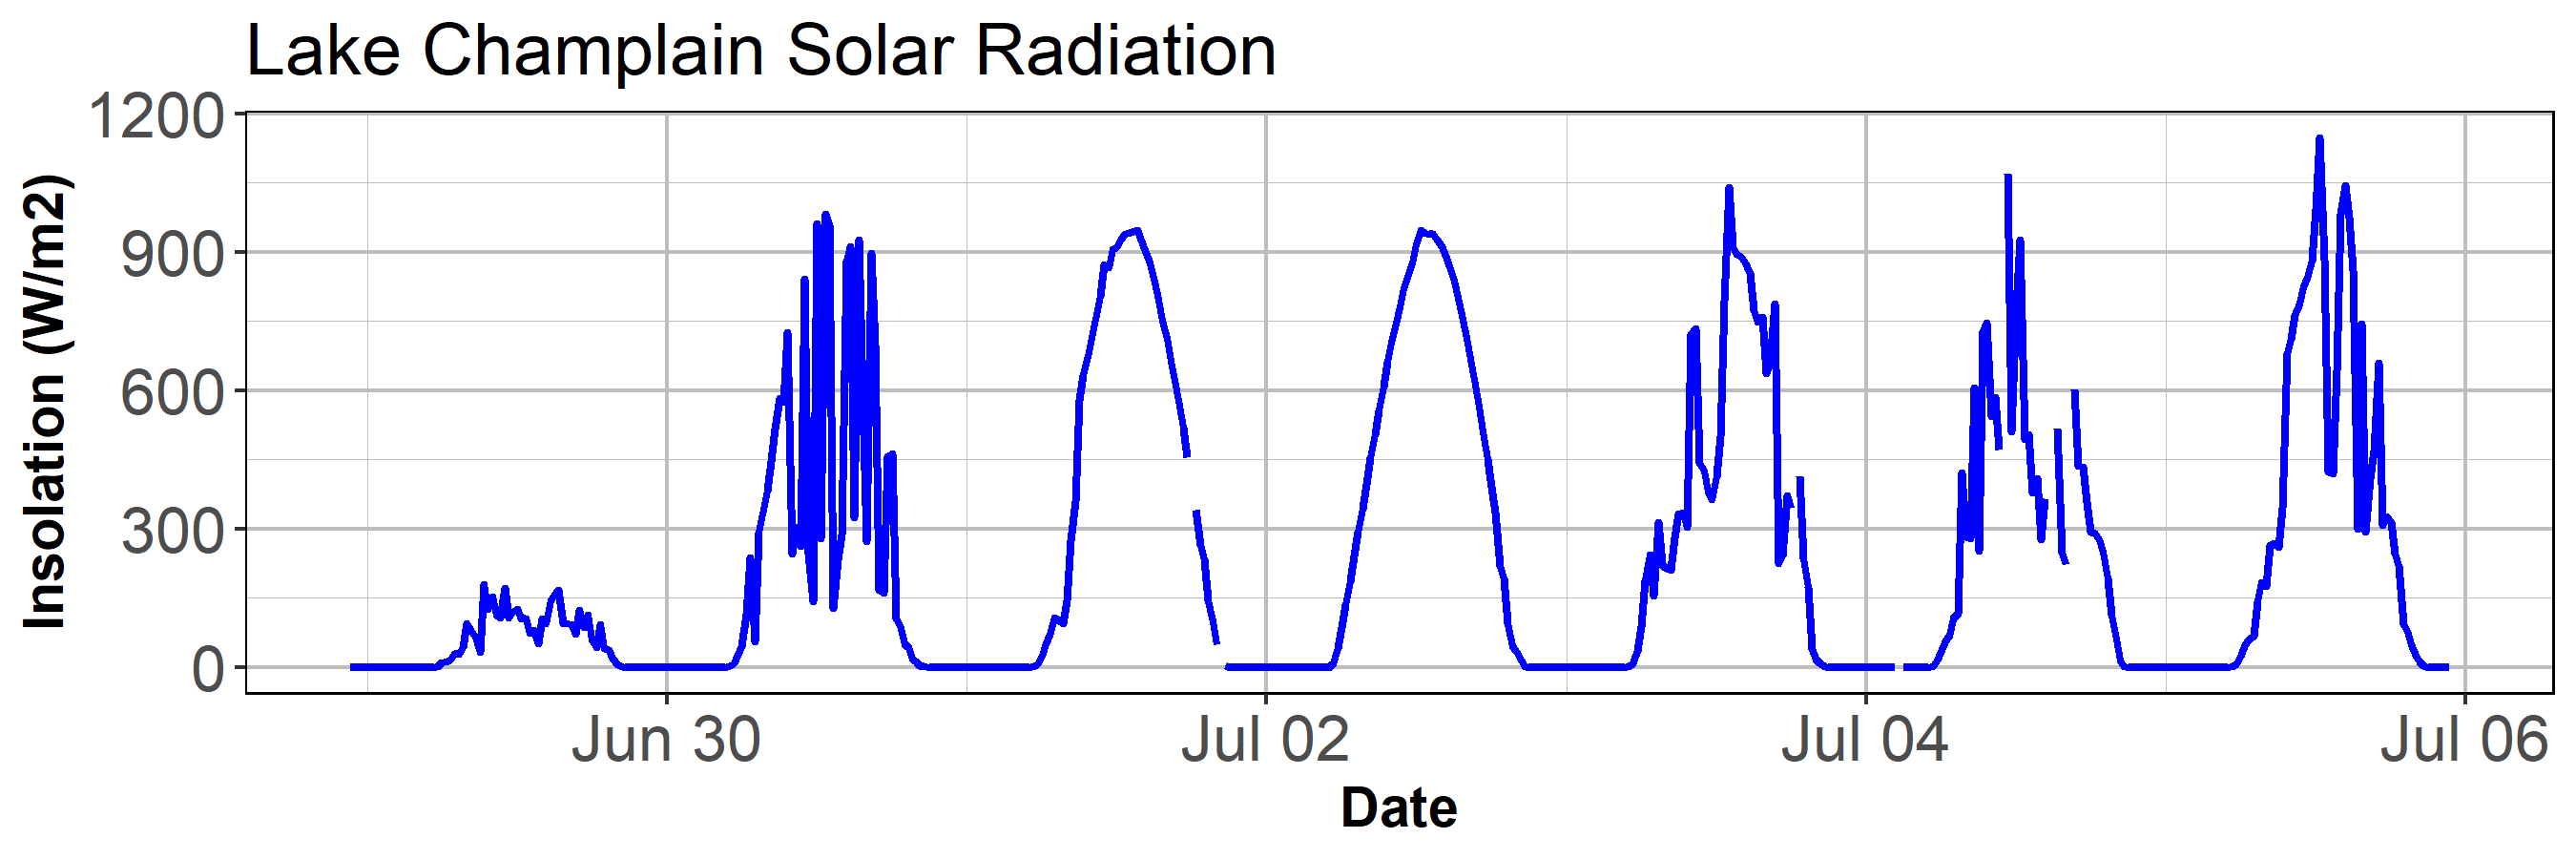 Lake Champlain Solar Radiation
1200
900
600
300
0
Insolation (W/m2)
Jun 30 Jul 02 Jul 04 Jul 06
Date